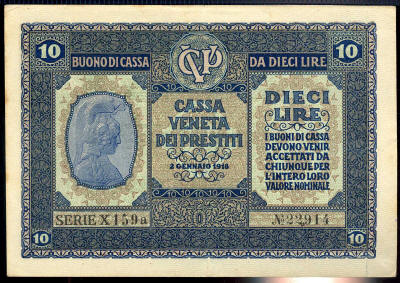 10 BUONO DI CASSA CVP DA DIECI LIRE 10
CASSA
VENETA
DEI PRESTITI
2 GENNAIO 1918
DIECI
LIRE
I BUONI DI CASSA
DEVONO VENIR
ACCETTATI DA
CHIUNQUE PER
L'INTERO LORO
VALORE NOMINALE
SERIE X 159a
№ 22914
10 10